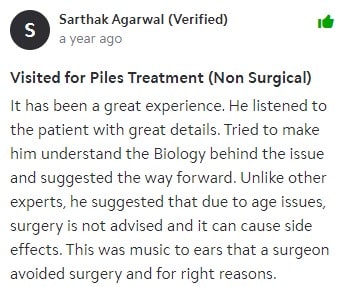 S
Sarthak Agarwal (Verified)
a year ago
Visited for Piles Treatment (Non Surgical)
It has been a great experience. He listened to
the patient with great details. Tried to make
him understand the Biology behind the issue
and suggested the way forward. Unlike other
experts, he suggested that due to age issues,
surgery is not advised and it can cause side
effects. This was music to ears that a surgeon
avoided surgery and for right reasons.